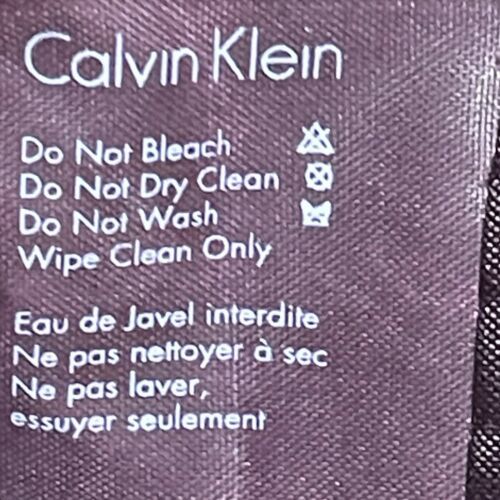 Calvin Klein
Do Not Bleach
Do Not Dry Clean
Do Not Wash
Wipe Clean Only
Eau de Javel interdite
Ne pas nettoyer à sec
Ne pas laver,
essuyer seulement